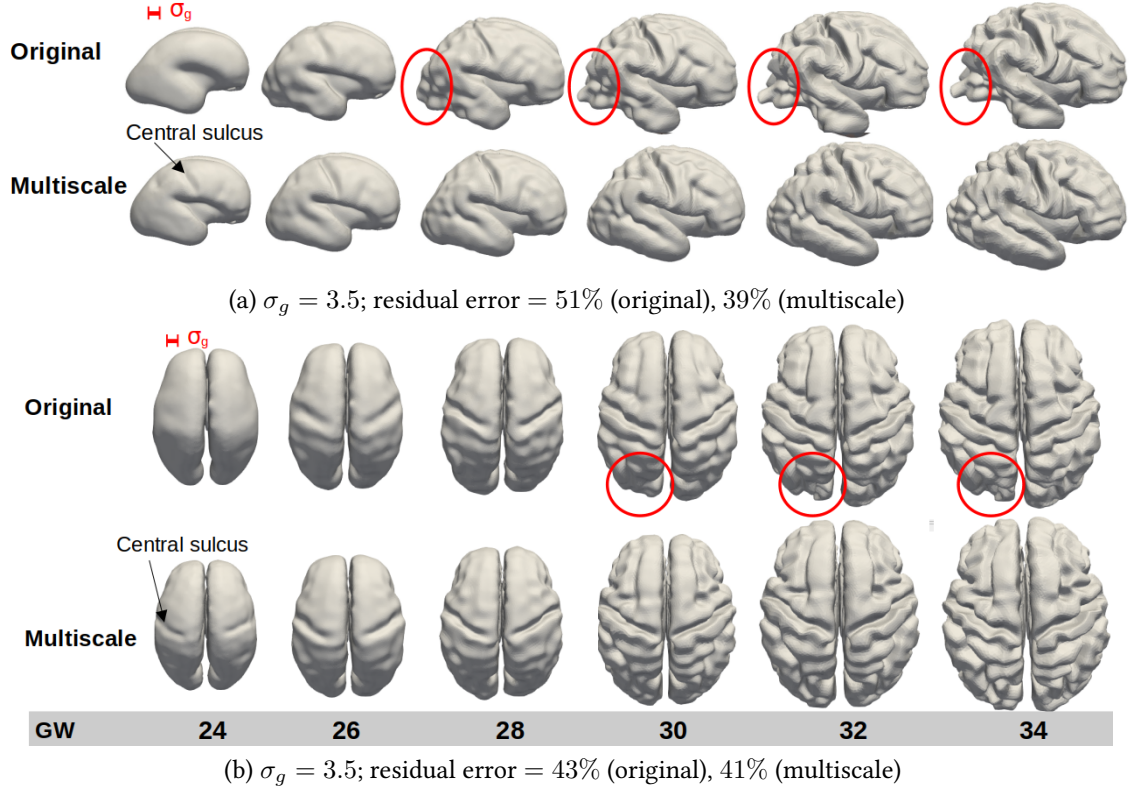 σg
Original
Central sulcus
Multiscale
(a) σg = 3.5; residual error = 51% (original), 39% (multiscale)
σg
Original
Central sulcus
Multiscale
GW 24 26 28 30 32 34
(b) σg = 3.5; residual error = 43% (original), 41% (multiscale)